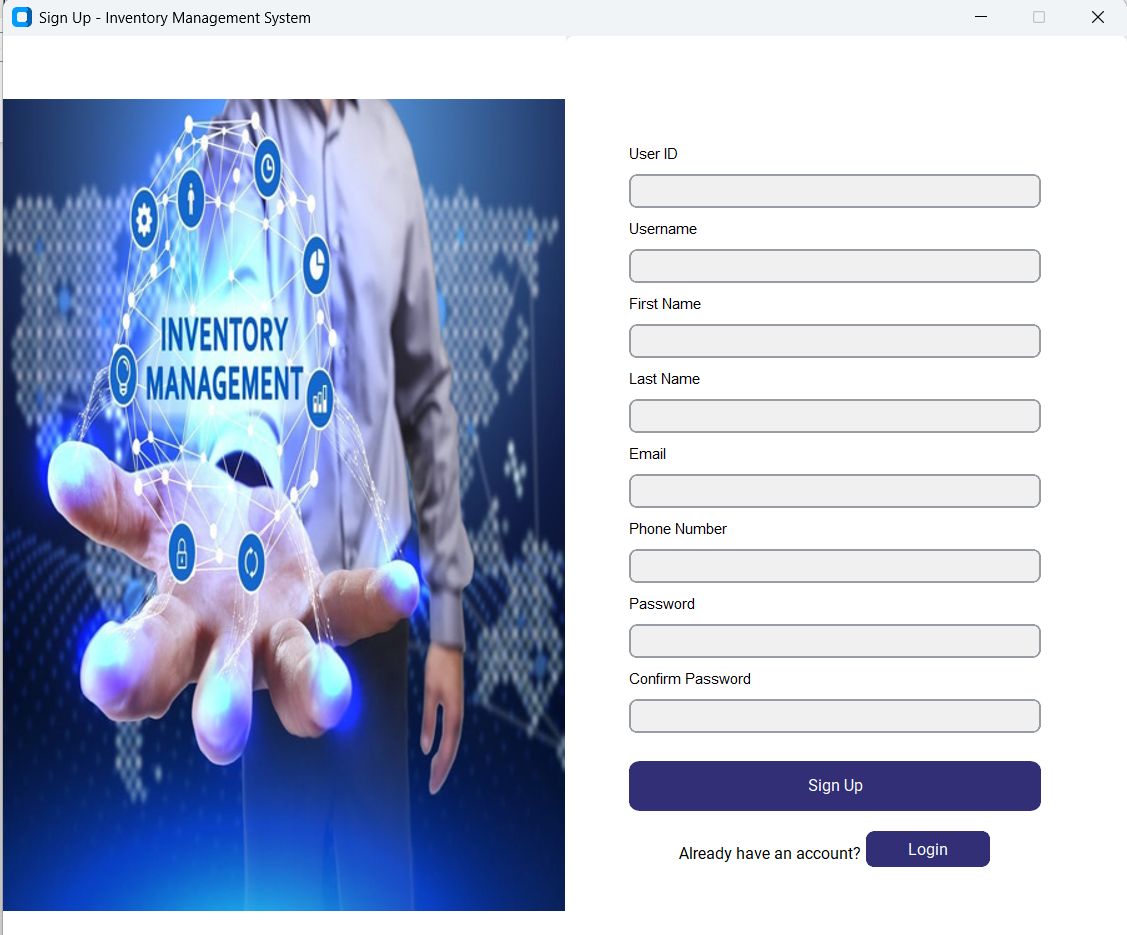 Sign Up - Inventory Management System
INVENTORY
MANAGEMENT
User ID
Username
First Name
Last Name
Email
Phone Number
Password
Confirm Password
Sign Up
Already have an account? Login